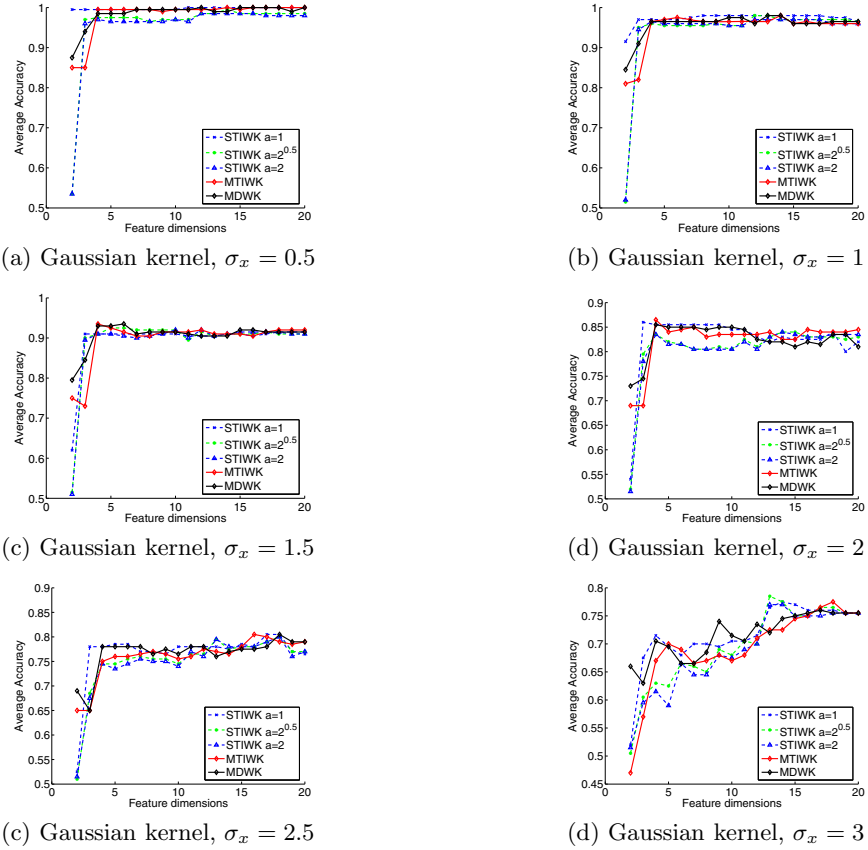 1
0.9
0.8
0.7
0.6
0.5
0 5 10 15 20
Average Accuracy
Feature dimensions
STIWK a=1
STIWK a=2^0.5
STIWK a=2
MTIWK
MDWK
(a) Gaussian kernel, σ_x = 0.5
1
0.9
0.8
0.7
0.6
0.5
0 5 10 15 20
Average Accuracy
Feature dimensions
STIWK a=1
STIWK a=2^0.5
STIWK a=2
MTIWK
MDWK
(b) Gaussian kernel, σ_x = 1
1
0.9
0.8
0.7
0.6
0.5
0 5 10 15 20
Average Accuracy
Feature dimensions
STIWK a=1
STIWK a=2^0.5
STIWK a=2
MTIWK
MDWK
(c) Gaussian kernel, σ_x = 1.5
0.9
0.85
0.8
0.75
0.7
0.65
0.6
0.55
0.5
0 5 10 15 20
Average Accuracy
Feature dimensions
STIWK a=1
STIWK a=2^0.5
STIWK a=2
MTIWK
MDWK
(d) Gaussian kernel, σ_x = 2
0.9
0.85
0.8
0.75
0.7
0.65
0.6
0.55
0.5
0 5 10 15 20
Average Accuracy
Feature dimensions
STIWK a=1
STIWK a=2^0.5
STIWK a=2
MTIWK
MDWK
(c) Gaussian kernel, σ_x = 2.5
0.8
0.75
0.7
0.65
0.6
0.55
0.5
0.45
0 5 10 15 20
Average Accuracy
Feature dimensions
STIWK a=1
STIWK a=2^0.5
STIWK a=2
MTIWK
MDWK
(d) Gaussian kernel, σ_x = 3